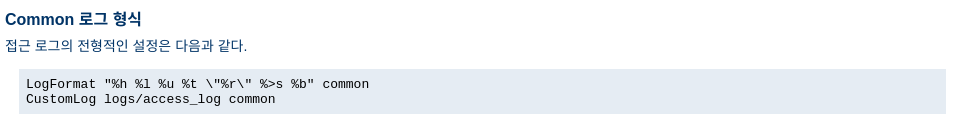 Common 로그 형식
접근 로그의 전형적인 설정은 다음과 같다.
LogFormat "%h %l %u %t \"%r\" %>s %b" common
CustomLog logs/access_log common